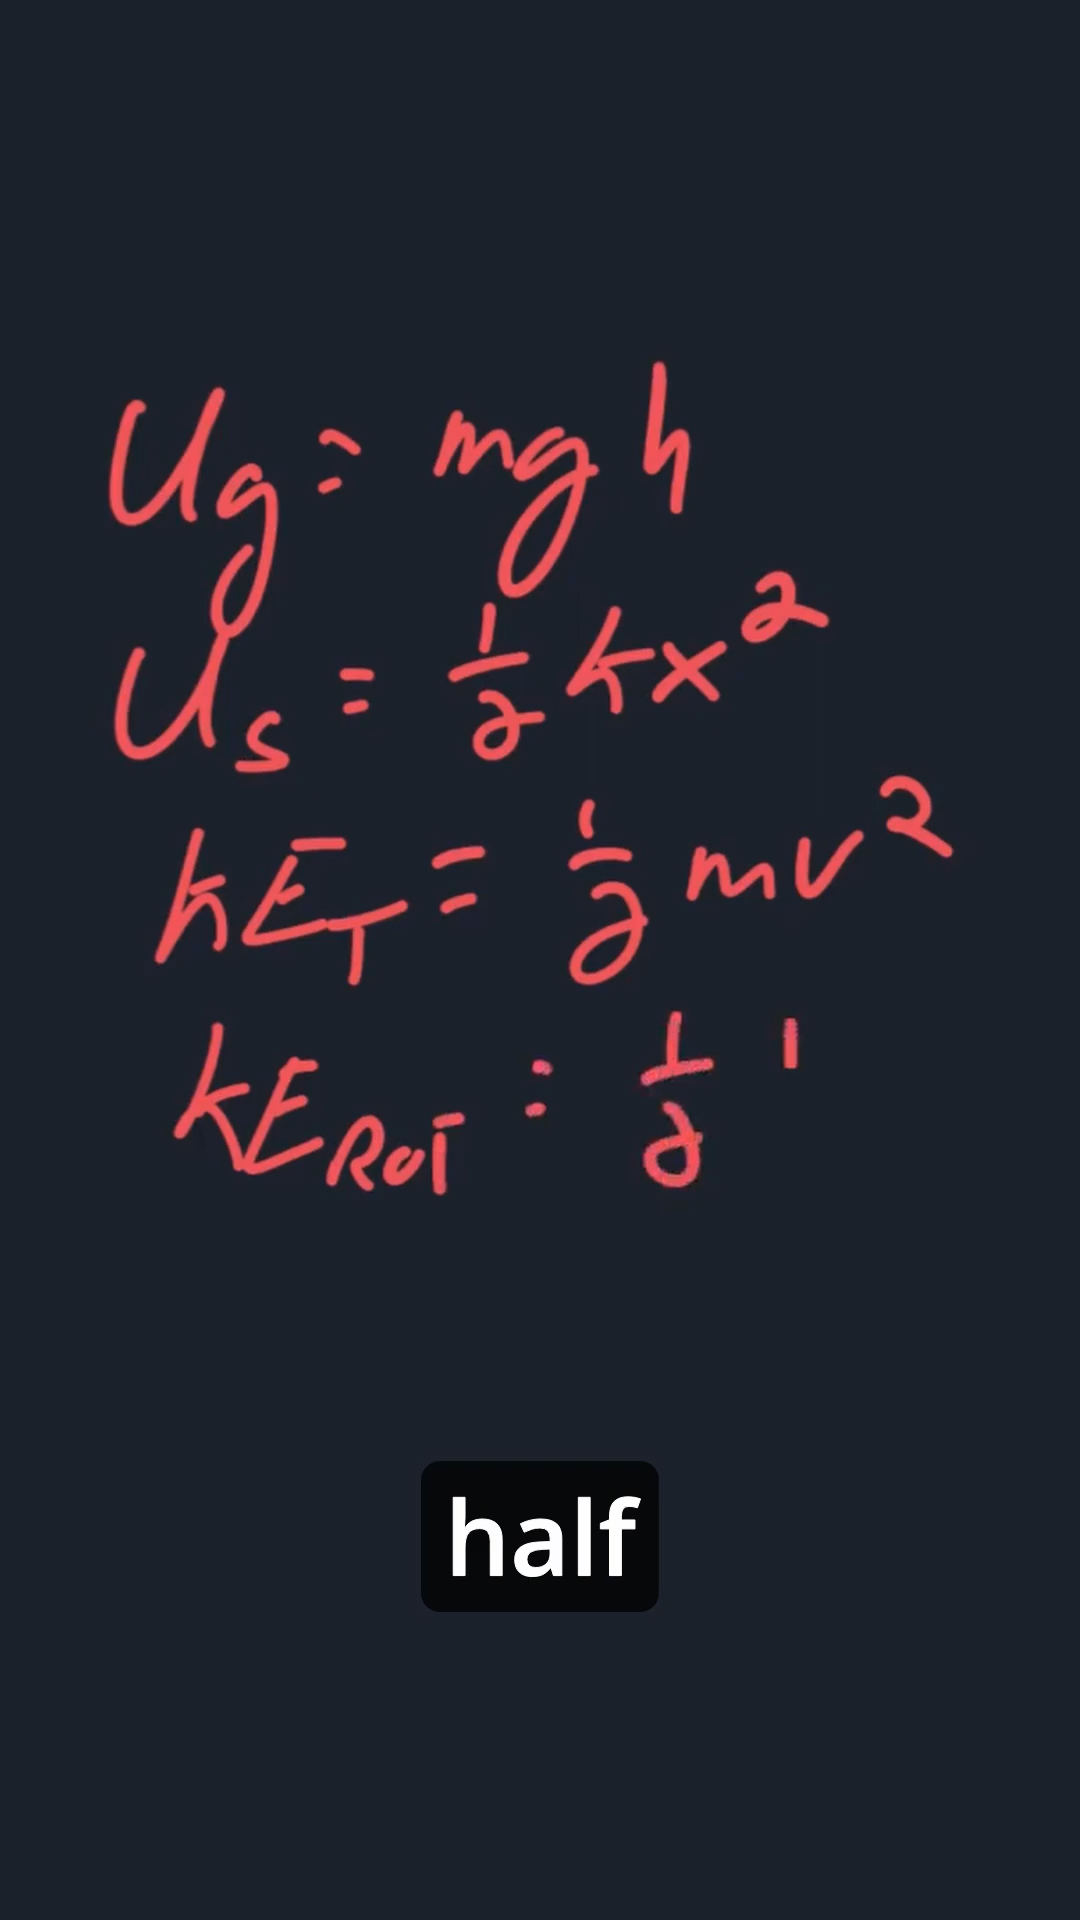 Ug = mgh
Us = 1/2 kx²
KE_T = 1/2 mv²
KE_ROT = 1/2 I
half